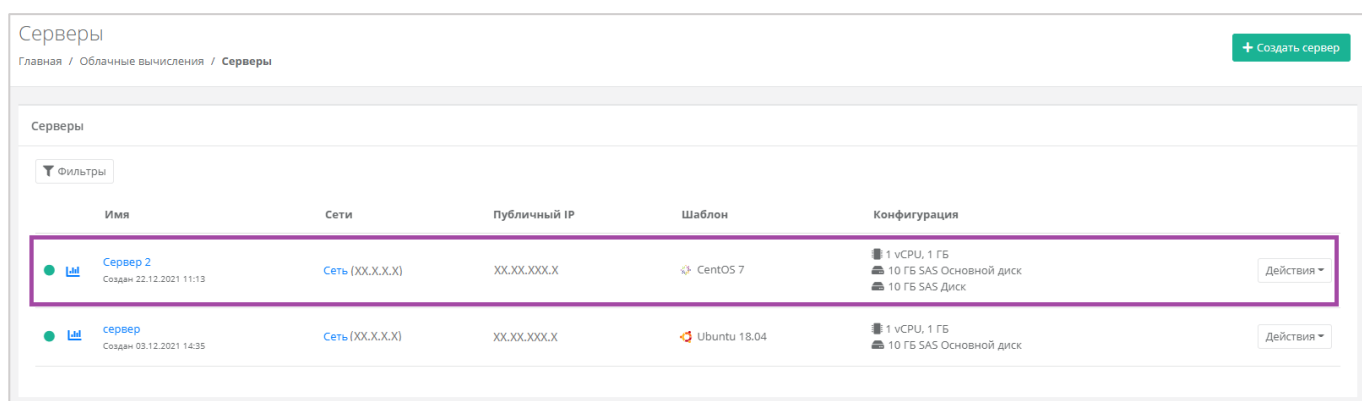 Серверы
+ Создать сервер
Главная / Облачные вычисления / Серверы
Серверы
Фильтры
Имя Сети Публичный IP Шаблон Конфигурация
Сервер 2
Создан 22.12.2021 11:13
Сеть (XX.X.X.X)
XX.XX.XXX.X
CentOS 7
1 vCPU, 1 ГБ
10 ГБ SAS Основной диск
10 ГБ SAS Диск
Действия
сервер
Создан 03.12.2021 14:35
Сеть (XX.X.X.X)
XX.XX.XXX.X
Ubuntu 18.04
1 vCPU, 1 ГБ
10 ГБ SAS Основной диск
Действия